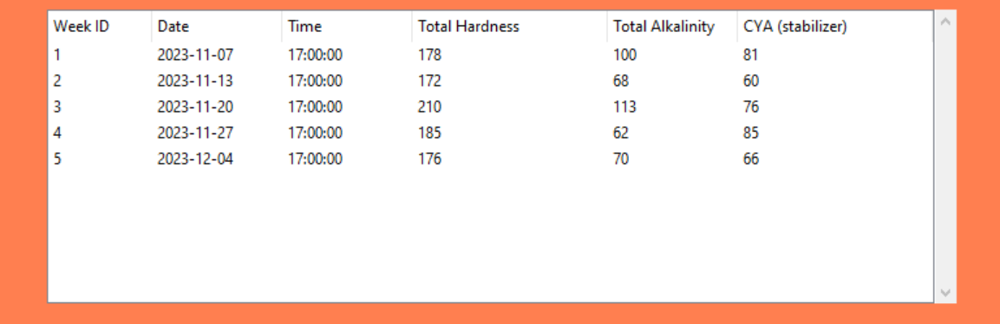 Week ID Date Time Total Hardness Total Alkalinity CYA (stabilizer)
1 2023-11-07 17:00:00 178 100 81
2 2023-11-13 17:00:00 172 68 60
3 2023-11-20 17:00:00 210 113 76
4 2023-11-27 17:00:00 185 62 85
5 2023-12-04 17:00:00 176 70 66